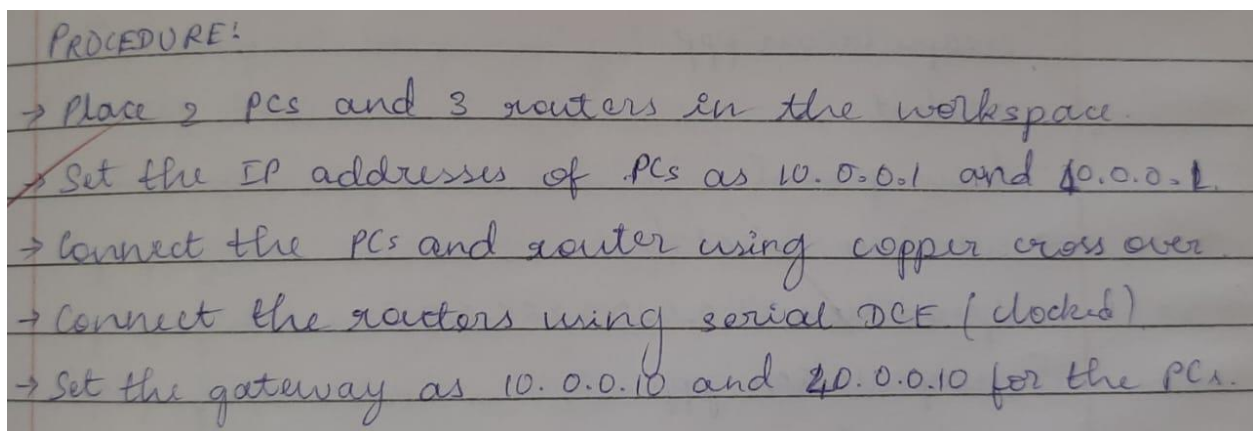 PROCEDURE:
→ Place 2 PCs and 3 routers in the workspace.
→ Set the IP addresses of PCs as 10.0.0.1 and 40.0.0.1.
→ Connect the PCs and router using copper cross over.
→ Connect the routers using serial DCE (clocked)
→ Set the gateway as 10.0.0.10 and 40.0.0.10 for the PCs.